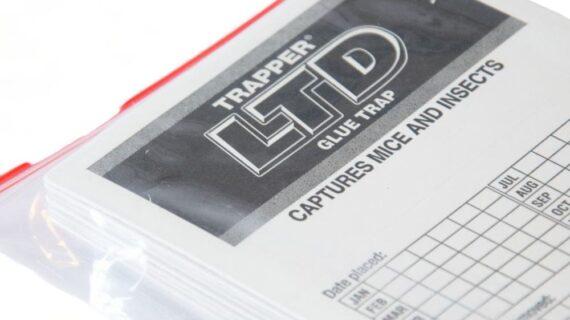 TRAPPER®
LTD
GLUE TRAP
CAPTURES MICE AND INSECTS
Date placed:
JAN
FEB
MAR
JUL
AUG
SEP
OCT